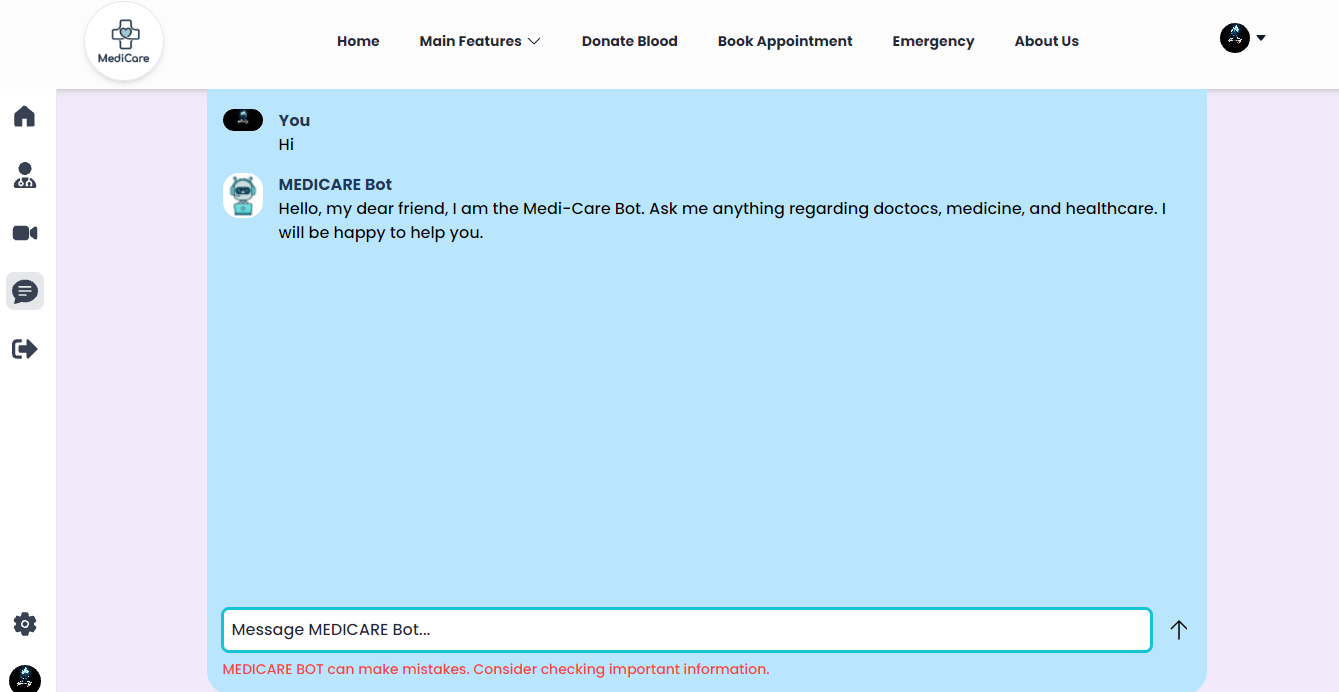 MediCare
Home Main Features Donate Blood Book Appointment Emergency About Us
You
Hi
MEDICARE Bot
Hello, my dear friend, I am the Medi-Care Bot. Ask me anything regarding doctocs, medicine, and healthcare. I
will be happy to help you.
Message MEDICARE Bot...
MEDICARE BOT can make mistakes. Consider checking important information.